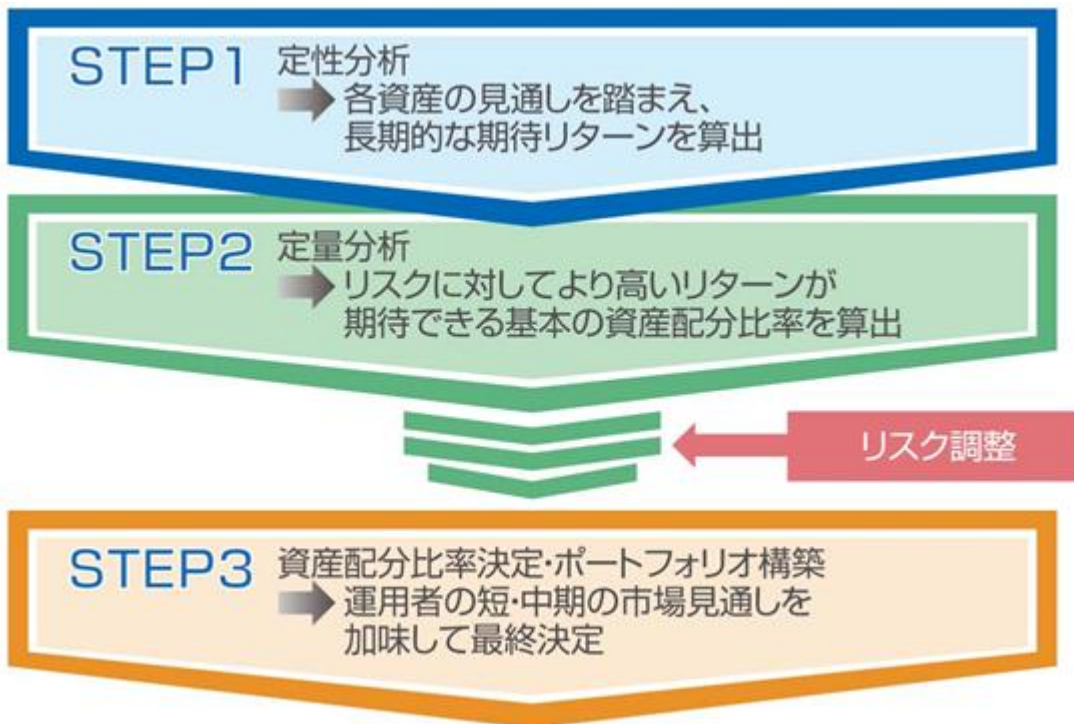 STEP1 定性分析
各資産の見通しを踏まえ、
長期的な期待リターンを算出
STEP2 定量分析
リスクに対してより高いリターンが
期待できる基本の資産配分比率を算出
リスク調整
STEP3 資産配分比率決定・ポートフォリオ構築
運用者の短・中期の市場見通しを
加味して最終決定